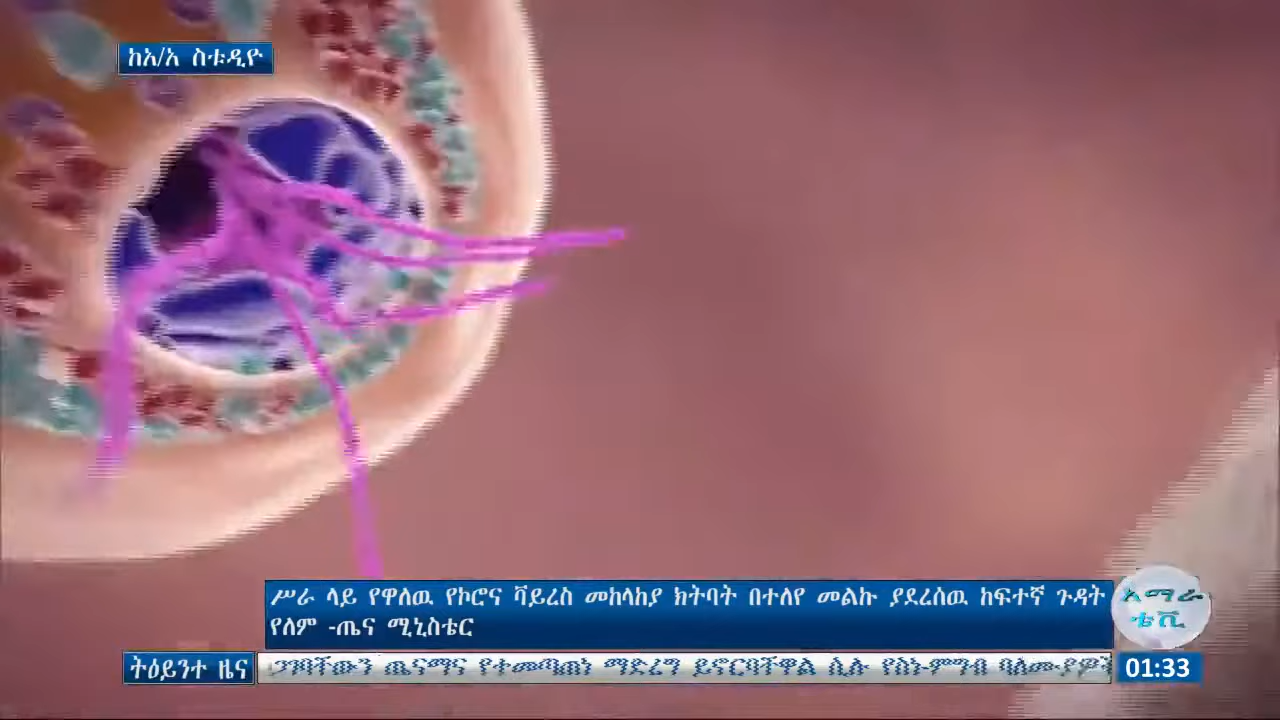 ከአ/አ ስቱዲዮ
ሥራ ላይ የዋለዉ የኮሮና ቫይረስ መከላከያ ክትባት በተለየ መልኩ ያደረሰዉ ከፍተኛ ጉዳት
የለም -ጤና ሚኒስቴር
አማራ
ቴቪ
ትዕይንተ ዜና
ጤናማና የተመጣጠነ ማድረግ ይኖርባቸዋል ሲሉ የስነ-ምግብ ባለሙያዎች
01:33